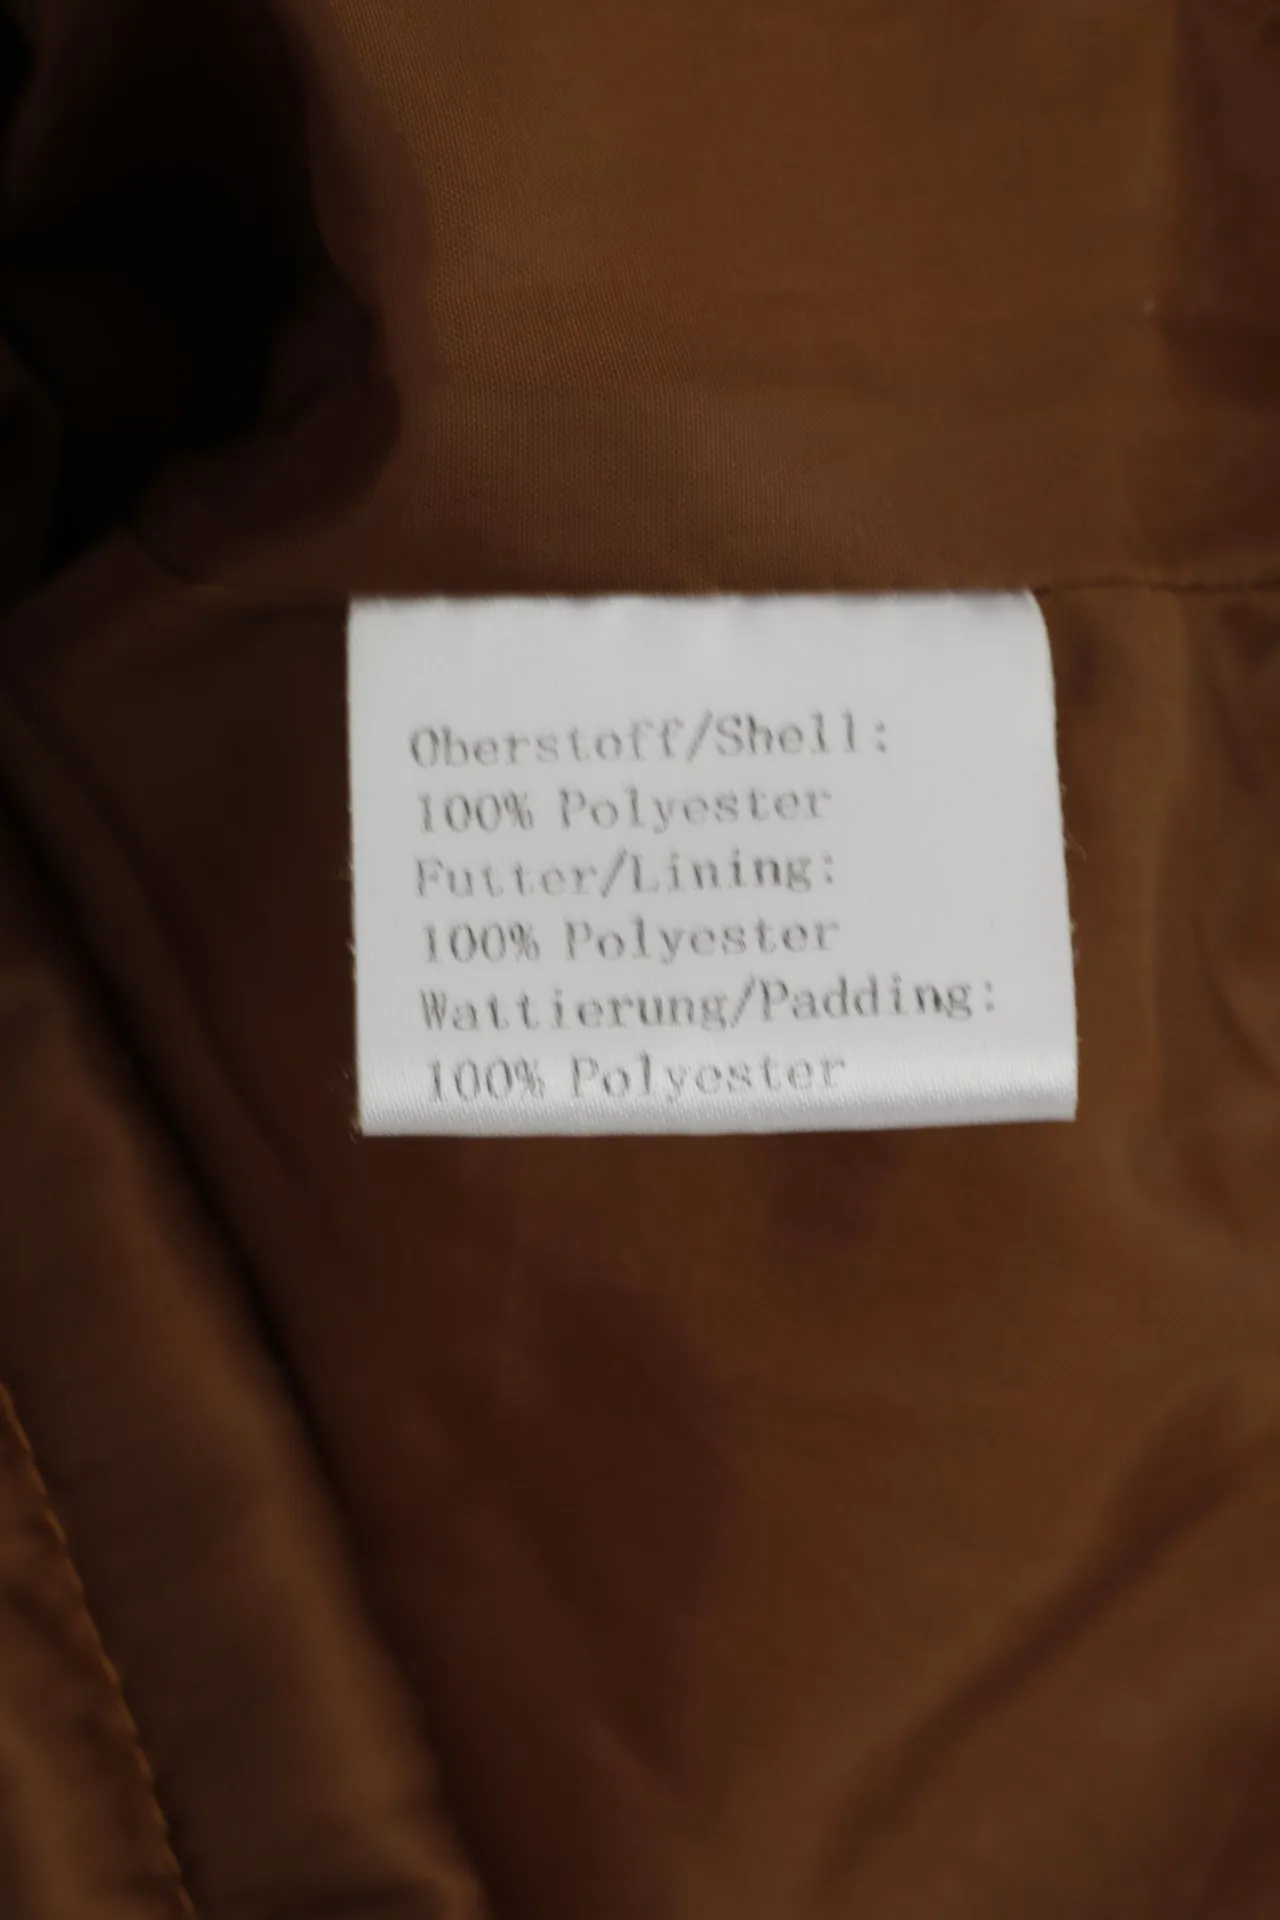 Oberstoff/Shell:
100% Polyester
Futter/Lining:
100% Polyester
Wattierung/Padding:
100% Polyester